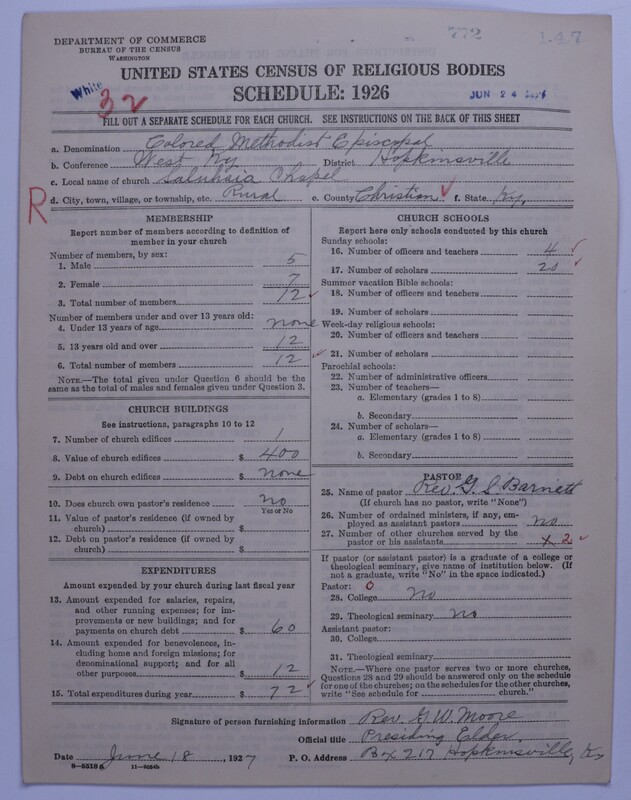 772
147
DEPARTMENT OF COMMERCE
BUREAU OF THE CENSUS
WASHINGTON
UNITED STATES CENSUS OF RELIGIOUS BODIES
SCHEDULE: 1926
White
32
JUN 24
FILL OUT A SEPARATE SCHEDULE FOR EACH CHURCH. SEE INSTRUCTIONS ON THE BACK OF THIS SHEET
a. Denomination Colored Methodist Episcopal
b. Conference West Ky District Hopkinsville
c. Local name of church Chapel
R
d. City, town, village, or township, etc. Rural e. County Christian f. State Ky.
MEMBERSHIP
Report number of members according to definition of
member in your church
Number of members, by sex:
1. Male 5
2. Female 7
3. Total number of members 12
Number of members under and over 13 years old:
4. Under 13 years of age none
5. 13 years old and over 12
6. Total number of members 12
NOTE.—The total given under Question 6 should be the
same as the total of males and females given under Question 3.
CHURCH BUILDINGS
See instructions, paragraphs 10 to 12
7. Number of church edifices 1
8. Value of church edifices $ 400
9. Debt on church edifices $ none
10. Does church own pastor's residence? no
Yes or No
11. Value of pastor's residence (if owned by
church) $
12. Debt on pastor's residence (if owned by
church) $
EXPENDITURES
Amount expended by your church during last fiscal year
13. Amount expended for salaries, repairs,
and other running expenses; for im-
provements or new buildings; and for
payments on church debt $ 60
14. Amount expended for benevolences, in-
cluding home and foreign missions; for
denominational support; and for all
other purposes $ 12
15. Total expenditures during year $ 72
CHURCH SCHOOLS
Report here only schools conducted by this church
Sunday schools:
16. Number of officers and teachers 4
17. Number of scholars
Summer vacation Bible schools:
18. Number of officers and teachers
19. Number of scholars
Week-day religious schools:
20. Number of officers and teachers
21. Number of scholars
Parochial schools:
22. Number of administrative officers
23. Number of teachers—
a. Elementary (grades 1 to 8)
b. Secondary
24. Number of scholars—
a. Elementary (grades 1 to 8)
b. Secondary
PASTOR
25. Name of pastor Rev. G. S. Barnett
(If church has no pastor, write "None")
26. Number of ordained ministers, if any, em-
ployed as assistant pastors no
27. Number of other churches served by the
pastor or his assistants x 2
If pastor (or assistant pastor) is a graduate of a college or
theological seminary, give name of institution below. (If
not a graduate, write "No" in the space indicated.)
Pastor: 0
28. College no
29. Theological seminary no
Assistant pastor:
30. College
31. Theological seminary
NOTE.—Where one pastor serves two or more churches,
Questions 28 and 29 should be answered only on the schedule
for one of the churches; on the schedules for the other churches,
write "See schedule for church."
Signature of person furnishing information Rev. G. W. Moore
Official title Presiding Elder
Date June 18, 1927 P. O. Address Bx 217 Hopkinsville, Ky
8-5518a 11-9054b